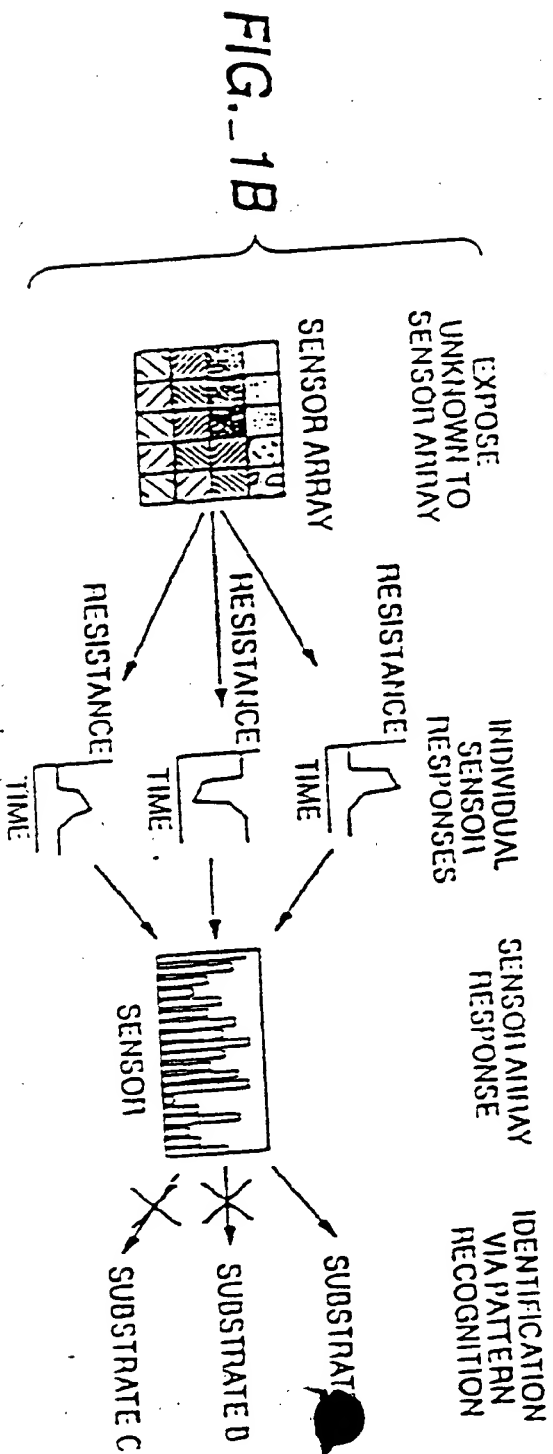 FIG._1B
EXPOSE
UNKNOWN TO
SENSOR ARRAY
SENSOR ARRAY
INDIVIDUAL
SENSOR
RESPONSES
RESISTANCE
TIME
RESISTANCE
TIME
RESISTANCE
TIME
SENSOR ARRAY
RESPONSE
SENSOR
IDENTIFICATION
VIA PATTERN
RECOGNITION
SUBSTRAT
SUBSTRATE B
SUBSTRATE C